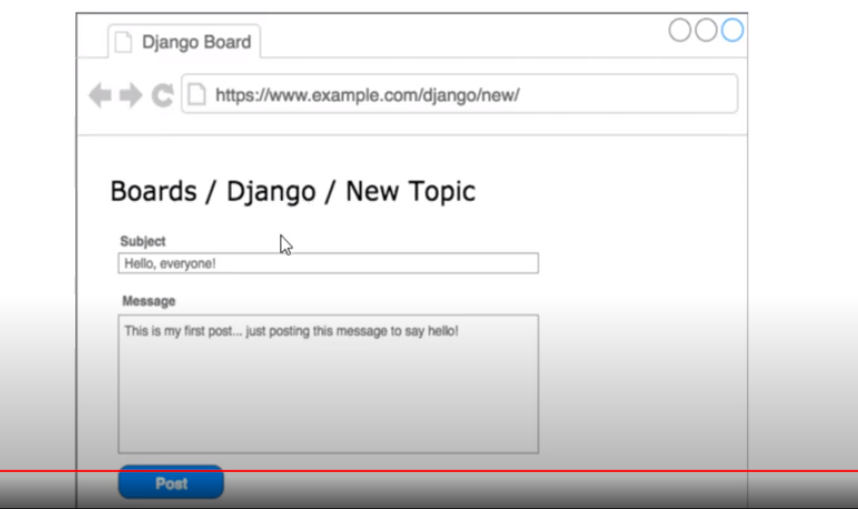 Django Board
https://www.example.com/django/new/
Boards / Django / New Topic
Subject
Hello, everyone!
Message
This is my first post... just posting this message to say hello!
Post